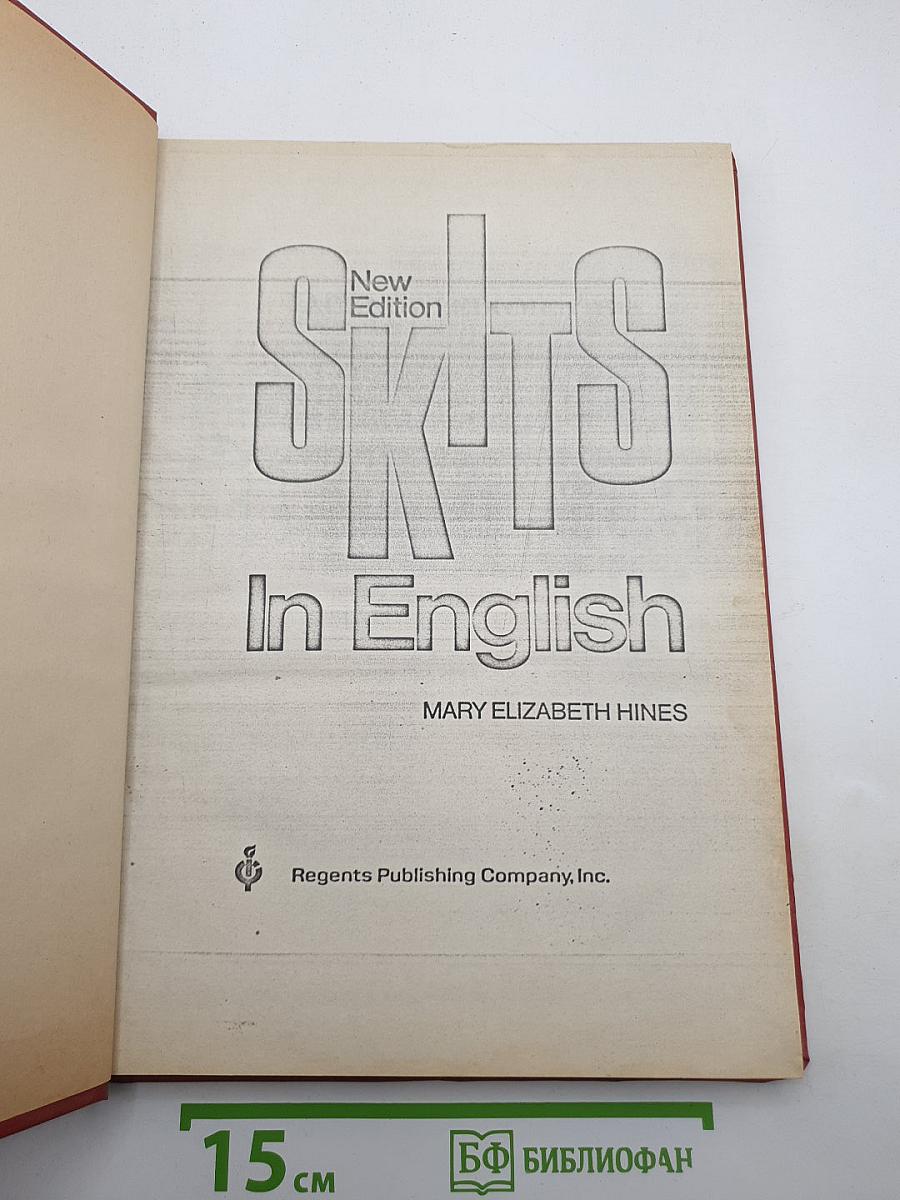 New
Edition
SKITS
In English
MARY ELIZABETH HINES
Regents Publishing Company, Inc.
15 см
БФ БИБЛИОФАН